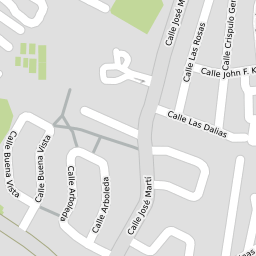 Calle José M
Calle Las Rosas
Calle Crispulo Ger
Calle John F. K
Calle Las Dalias
Calle Buena Vista
Calle Buena Vista
Calle Arboleda
Calle Arboleda
Calle José Martí